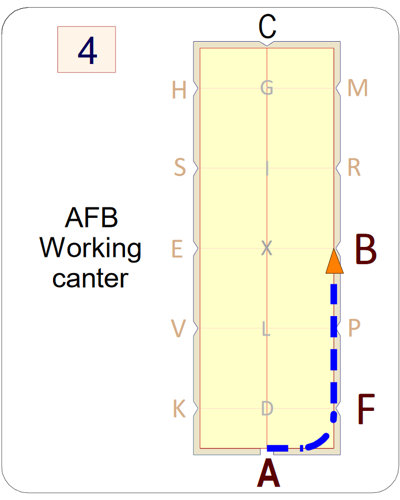 C
4
H G M
S I R
AFB
Working
canter
E X B
V L P
K D F
A